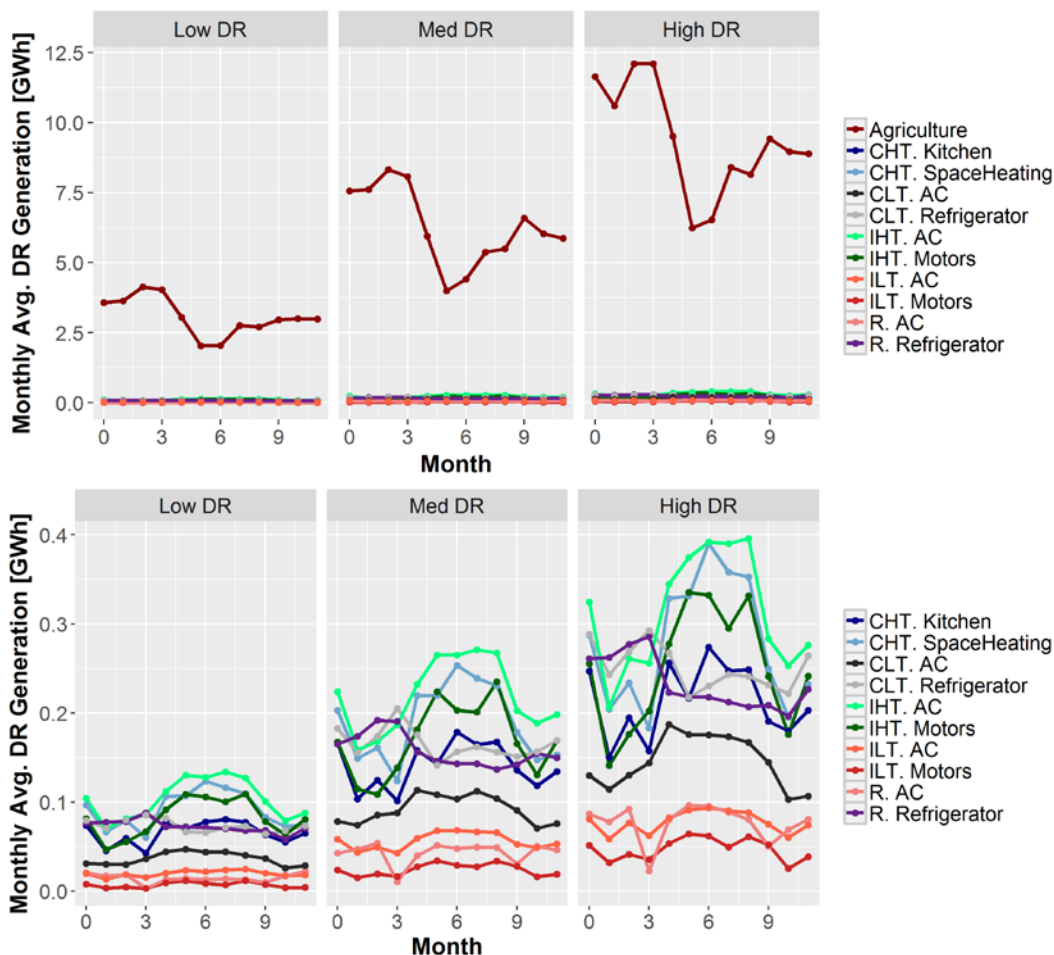 Low DR
Med DR
High DR
Monthly Avg. DR Generation [GWh]
12.5
10.0
7.5
5.0
2.5
0.0
0 3 6 9
0 3 6 9
0 3 6 9
Month
Agriculture
CHT. Kitchen
CHT. SpaceHeating
CLT. AC
CLT. Refrigerator
IHT. AC
IHT. Motors
ILT. AC
ILT. Motors
R. AC
R. Refrigerator
Low DR
Med DR
High DR
Monthly Avg. DR Generation [GWh]
0.4
0.3
0.2
0.1
0.0
0 3 6 9
0 3 6 9
0 3 6 9
Month
CHT. Kitchen
CHT. SpaceHeating
CLT. AC
CLT. Refrigerator
IHT. AC
IHT. Motors
ILT. AC
ILT. Motors
R. AC
R. Refrigerator